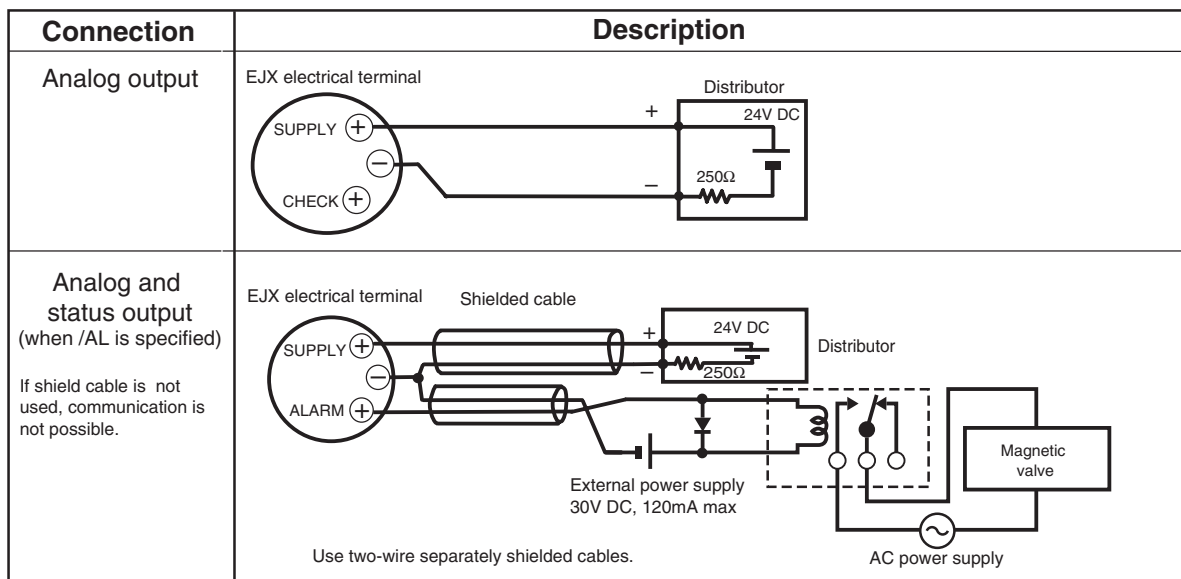 Connection
Description
Analog output
EJX electrical terminal
SUPPLY +
−
CHECK +
+
−
Distributor
24V DC
250Ω
Analog and
status output
(when /AL is specified)
If shield cable is not
used, communication is
not possible.
EJX electrical terminal
Shielded cable
SUPPLY +
−
ALARM +
+
−
24V DC
250Ω
Distributor
External power supply
30V DC, 120mA max
Magnetic
valve
AC power supply
Use two-wire separately shielded cables.